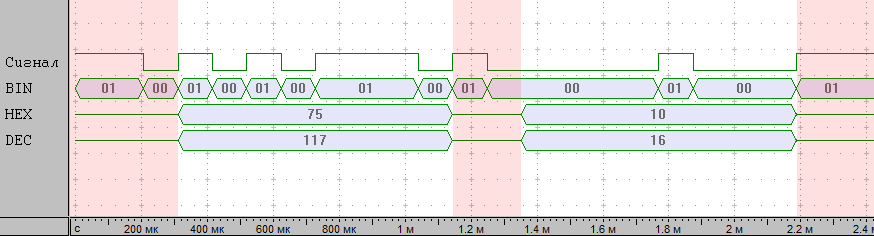 Сигнал
BIN 01 00 01 00 01 00 01 00 01 00 01 00 01
HEX 75 10
DEC 117 16
с 200 мк 400 мк 600 мк 800 мк 1 м 1.2 м 1.4 м 1.6 м 1.8 м 2 м 2.2 м 2.4 м